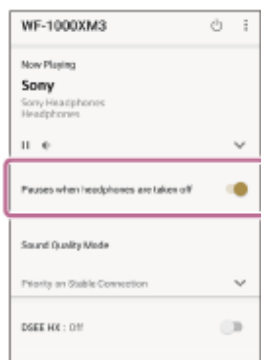 WF-1000XM3
Now Playing
Sony
Sony Headphones
Headphones
Pauses when headphones are taken off
Sound Quality Mode
Priority on Stable Connection
DSEE HX : Off